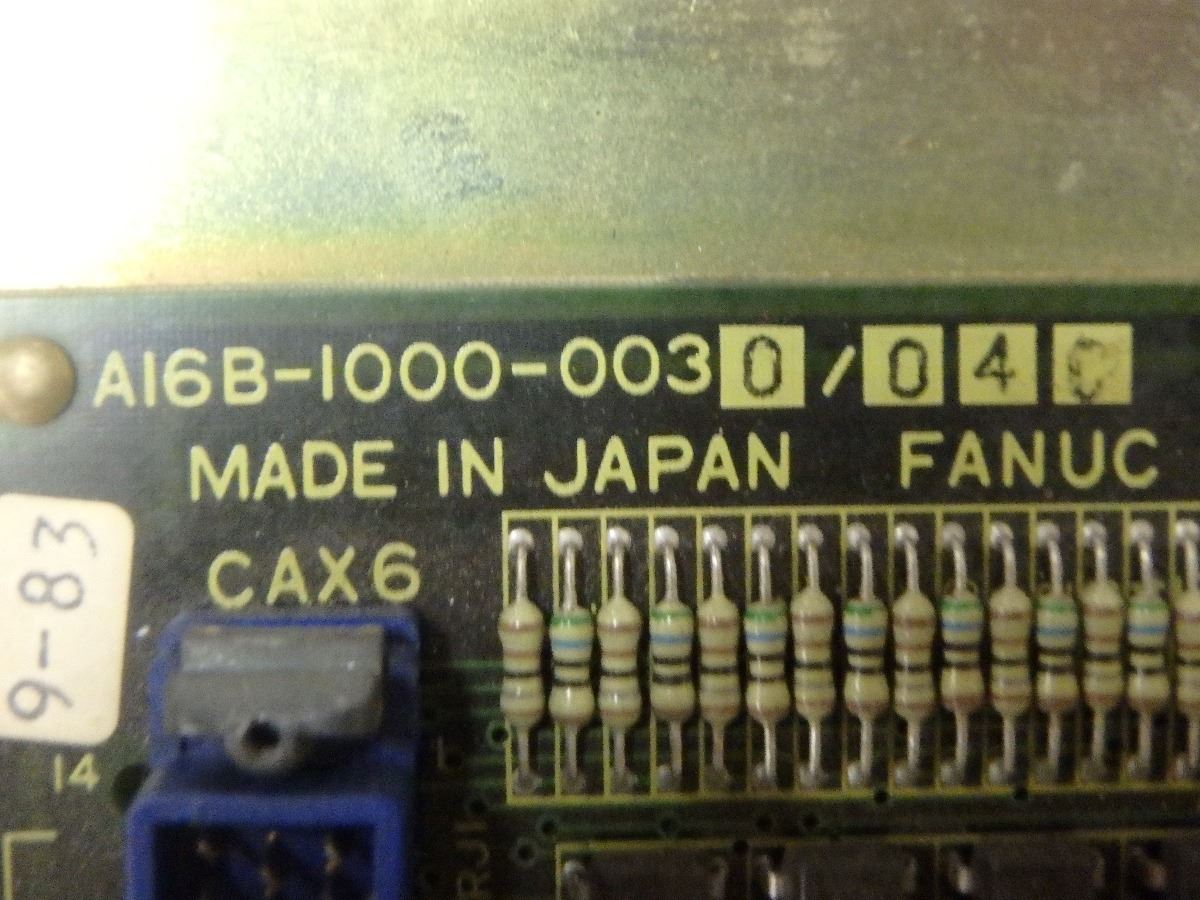 A16B-1000-0030/04
MADE IN JAPAN FANUC
CAX6
9-83
14